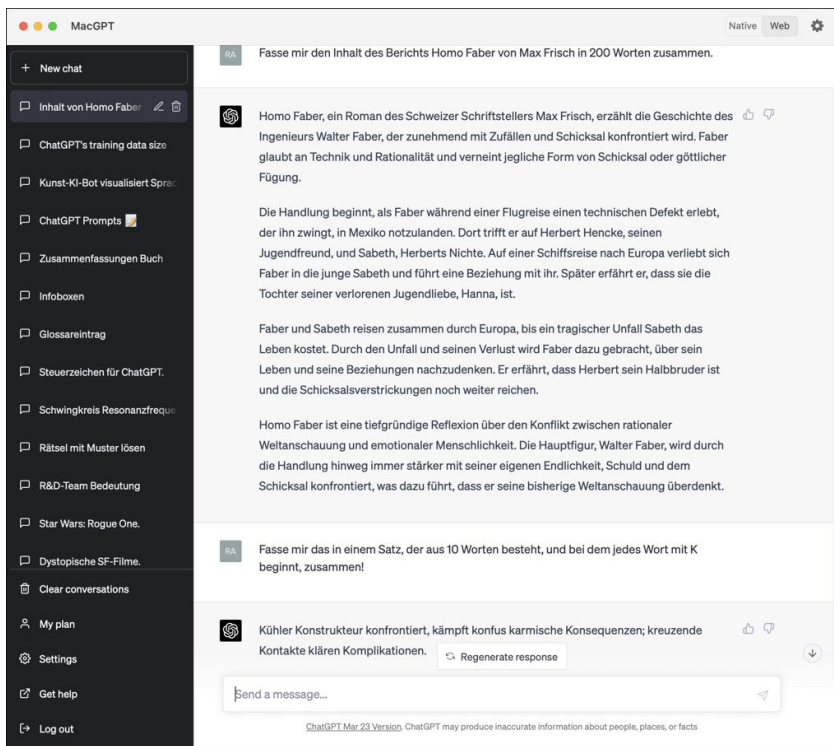 MacGPT
Native Web
+ New chat
Inhalt von Homo Faber
ChatGPT's training data size
Kunst-KI-Bot visualisiert Sprac
ChatGPT Prompts 📝
Zusammenfassungen Buch
Infoboxen
Glossareintrag
Steuerzeichen für ChatGPT.
Schwingkreis Resonanzfreque
Rätsel mit Muster lösen
R&D-Team Bedeutung
Star Wars: Rogue One.
Dystopische SF-Filme.
Clear conversations
My plan
Settings
Get help
Log out
RA
Fasse mir den Inhalt des Berichts Homo Faber von Max Frisch in 200 Worten zusammen.
Homo Faber, ein Roman des Schweizer Schriftstellers Max Frisch, erzählt die Geschichte des
Ingenieurs Walter Faber, der zunehmend mit Zufällen und Schicksal konfrontiert wird. Faber
glaubt an Technik und Rationalität und verneint jegliche Form von Schicksal oder göttlicher
Fügung.
Die Handlung beginnt, als Faber während einer Flugreise einen technischen Defekt erlebt,
der ihn zwingt, in Mexiko notzulanden. Dort trifft er auf Herbert Hencke, seinen
Jugendfreund, und Sabeth, Herberts Nichte. Auf einer Schiffsreise nach Europa verliebt sich
Faber in die junge Sabeth und führt eine Beziehung mit ihr. Später erfährt er, dass sie die
Tochter seiner verlorenen Jugendliebe, Hanna, ist.
Faber und Sabeth reisen zusammen durch Europa, bis ein tragischer Unfall Sabeth das
Leben kostet. Durch den Unfall und seinen Verlust wird Faber dazu gebracht, über sein
Leben und seine Beziehungen nachzudenken. Er erfährt, dass Herbert sein Halbbruder ist
und die Schicksalsverstrickungen noch weiter reichen.
Homo Faber ist eine tiefgründige Reflexion über den Konflikt zwischen rationaler
Weltanschauung und emotionaler Menschlichkeit. Die Hauptfigur, Walter Faber, wird durch
die Handlung hinweg immer stärker mit seiner eigenen Endlichkeit, Schuld und dem
Schicksal konfrontiert, was dazu führt, dass er seine bisherige Weltanschauung überdenkt.
RA
Fasse mir das in einem Satz, der aus 10 Worten besteht, und bei dem jedes Wort mit K
beginnt, zusammen!
Kühler Konstrukteur konfrontiert, kämpft konfus karmische Konsequenzen; kreuzende
Kontakte klären Komplikationen.
Regenerate response
Send a message...
ChatGPT Mar 23 Version. ChatGPT may produce inaccurate information about people, places, or facts